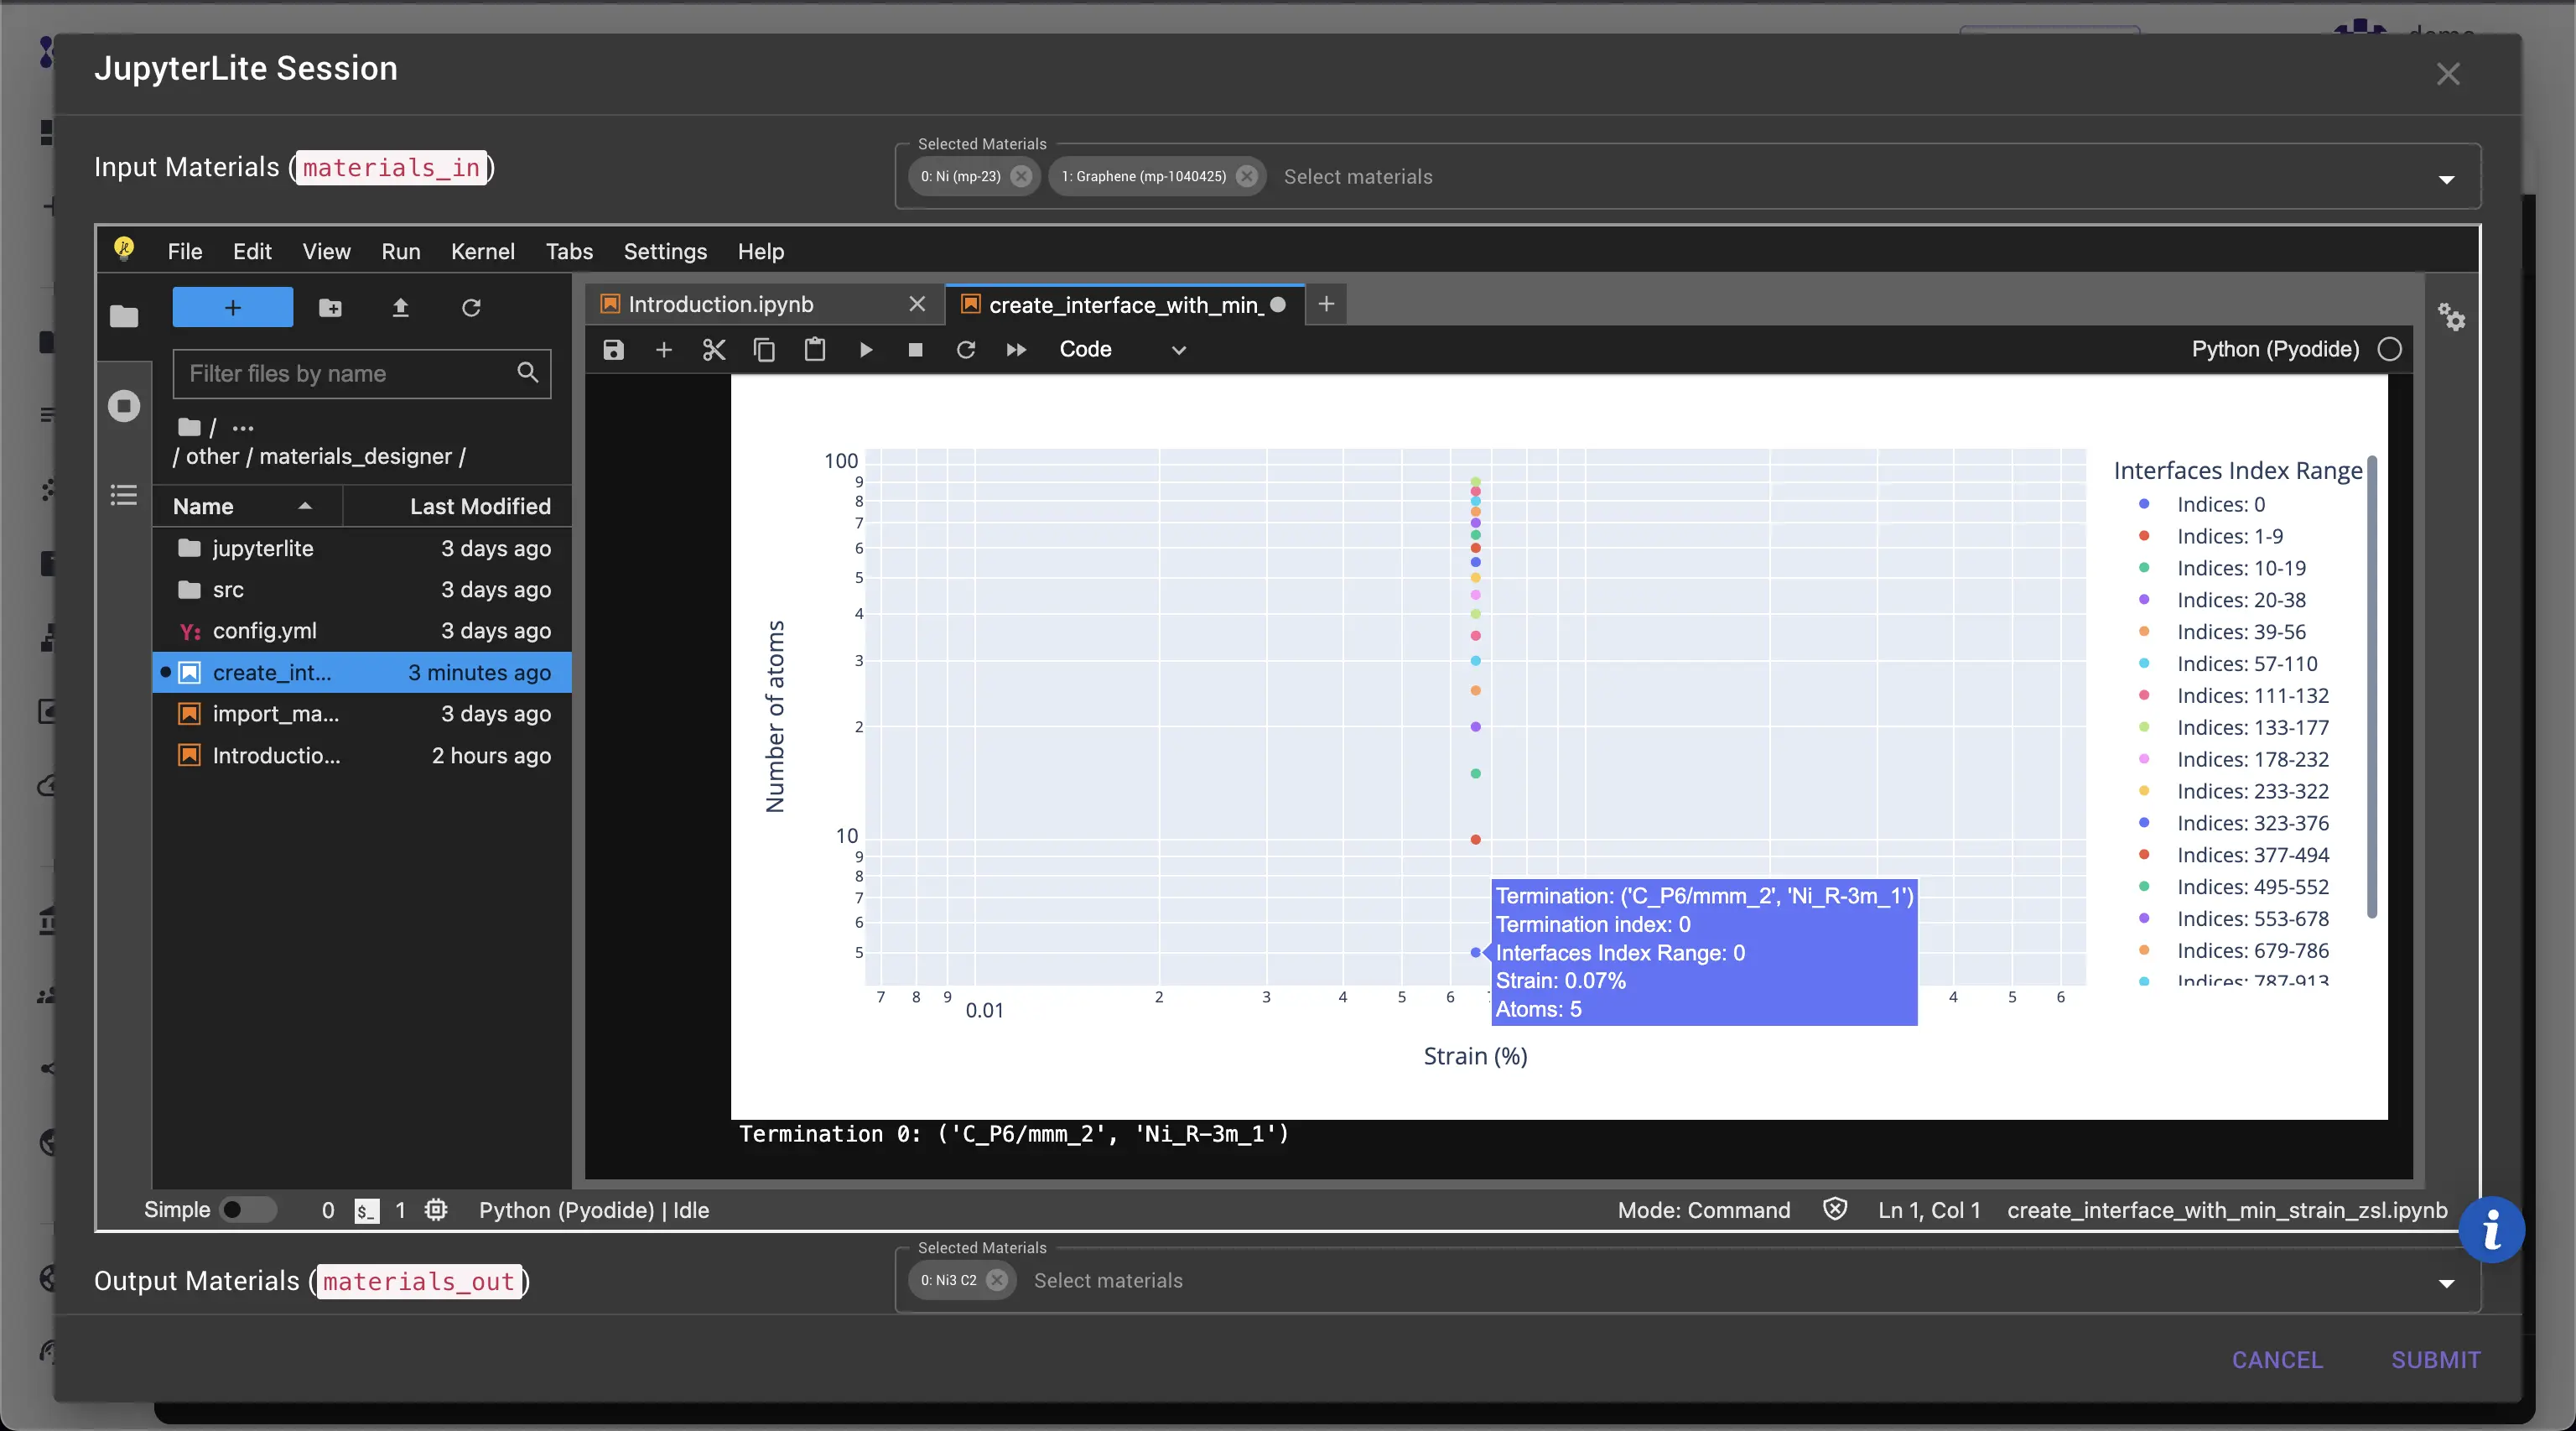 JupyterLite Session
Input Materials (materials_in)
Selected Materials
0: Ni (mp-23)
1: Graphene (mp-1040425)
Select materials
File Edit View Run Kernel Tabs Settings Help
Filter files by name
/ ...
/ other / materials_designer /
Name Last Modified
jupyterlite 3 days ago
src 3 days ago
Y: config.yml 3 days ago
create_int... 3 minutes ago
import_ma... 3 days ago
Introductio... 2 hours ago
Introduction.ipynb
create_interface_with_min_
Code
Python (Pyodide)
100
9
8
7
6
5
4
3
2
10
9
8
7
6
5
Number of atoms
7 8 9 0.01 2 3 4 5 6 4 5 6
Strain (%)
Termination: ('C_P6/mmm_2', 'Ni_R-3m_1')
Termination index: 0
Interfaces Index Range: 0
Strain: 0.07%
Atoms: 5
Interfaces Index Range
Indices: 0
Indices: 1-9
Indices: 10-19
Indices: 20-38
Indices: 39-56
Indices: 57-110
Indices: 111-132
Indices: 133-177
Indices: 178-232
Indices: 233-322
Indices: 323-376
Indices: 377-494
Indices: 495-552
Indices: 553-678
Indices: 679-786
Indices: 787-913
Termination 0: ('C_P6/mmm_2', 'Ni_R-3m_1')
Simple 0 $_ 1 Python (Pyodide) | Idle
Mode: Command Ln 1, Col 1 create_interface_with_min_strain_zsl.ipynb
i
Output Materials (materials_out)
Selected Materials
0: Ni3 C2
Select materials
CANCEL SUBMIT